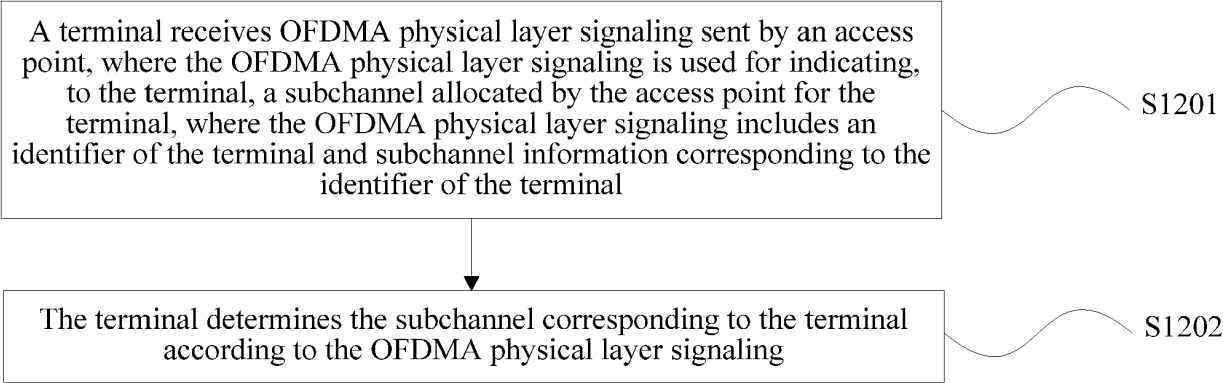 A terminal receives OFDMA physical layer signaling sent by an access
point, where the OFDMA physical layer signaling is used for indicating,
to the terminal, a subchannel allocated by the access point for the
terminal, where the OFDMA physical layer signaling includes an
identifier of the terminal and subchannel information corresponding to the
identifier of the terminal
S1201
The terminal determines the subchannel corresponding to the terminal
according to the OFDMA physical layer signaling
S1202